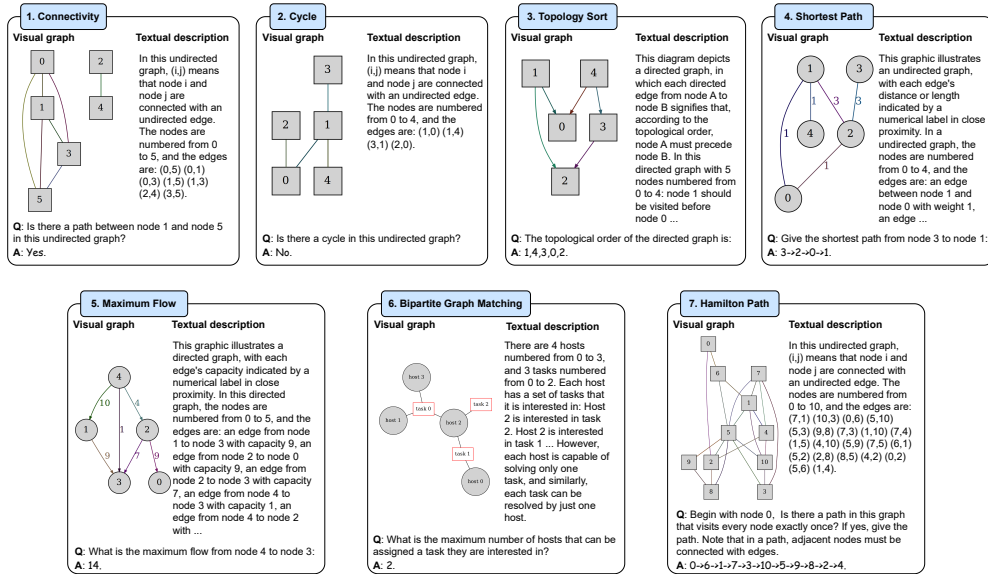 1. Connectivity
Visual graph
Textual description
0
2
1
4
3
5
In this undirected
graph, (i,j) means
that node i and
node j are
connected with an
undirected edge.
The nodes are
numbered from 0
to 5, and the edges
are: (0,5) (0,1)
(0,3) (1,5) (1,3)
(2,4) (3,5).
Q: Is there a path between node 1 and node 5
in this undirected graph?
A: Yes.
2. Cycle
Visual graph
Textual description
3
2
1
0
4
In this undirected
graph, (i,j)
means that node i
and node j are
connected with an
undirected edge.
The nodes are
numbered from 0
to 4, and the
edges are: (1,0) (1,4)
(3,1) (2,0).
Q: Is there a cycle in this undirected graph?
A: No.
3. Topology Sort
Visual graph
Textual description
1
4
0
3
2
This diagram depicts
a directed graph, in
which each directed
edge from node A to
node B signifies that,
according to the
topological order,
node A must precede
node B. In this
directed graph with 5
nodes numbered from
0 to 4: node 1 should
be visited before
node 0 ...
Q: The topological order of the directed graph is:
A: 1,4,3,0,2.
4. Shortest Path
Visual graph
Textual description
1
3
1
3
3
1
4
2
1
0
This graphic illustrates
an undirected graph,
with each edge's
distance or length
indicated by a
numerical label in close
proximity. In a
undirected graph, the
nodes are numbered
from 0 to 4, and the
edges are: an edge
between node 1 and
node 0 with weight 1,
an edge ...
Q: Give the shortest path from node 3 to node 1:
A: 3->2->0->1.
5. Maximum Flow
Visual graph
Textual description
4
10
4
1
1
2
9
7
9
3
0
This graphic illustrates a
directed graph, with each
edge's capacity indicated by a
numerical label in close
proximity. In this directed
graph, the nodes are
numbered from 0 to 5, and the
edges are: an edge from node
1 to node 3 with capacity 9, an
edge from node 2 to node 0
with capacity 9, an edge from
node 2 to node 3 with capacity
7, an edge from node 4 to
node 3 with capacity 1, an
edge from node 4 to node 2
with ...
Q: What is the maximum flow from node 4 to node 3:
A: 14.
6. Bipartite Graph Matching
Visual graph
Textual description
host 3
task 0
task 2
host 1
host 2
task 1
host 0
There are 4 hosts
numbered from 0 to 3,
and 3 tasks numbered
from 0 to 2. Each host
has a set of tasks that
it is interested in: Host
2 is interested in task
2. Host 2 is interested
in task 1 ... However,
each host is capable of
solving only one
task, and similarly,
each task can be
resolved by just one
host.
Q: What is the maximum number of hosts that can be
assigned a task they are interested in?
A: 2.
7. Hamilton Path
Visual graph
Textual description
0
6
7
1
5
4
9
2
10
8
3
In this undirected graph,
(i,j) means that node i and
node j are connected with
an undirected edge. The
nodes are numbered from
0 to 10, and the edges are:
(7,1) (10,3) (0,6) (5,10)
(5,3) (9,8) (7,3) (1,10) (7,4)
(1,5) (4,10) (5,9) (7,5) (6,1)
(5,2) (2,8) (8,5) (4,2) (0,2)
(5,6) (1,4).
Q: Begin with node 0, Is there a path in this graph
that visits every node exactly once? If yes, give the
path. Note that in a path, adjacent nodes must be
connected with edges.
A: 0->6->1->7->3->10->5->9->8->2->4.